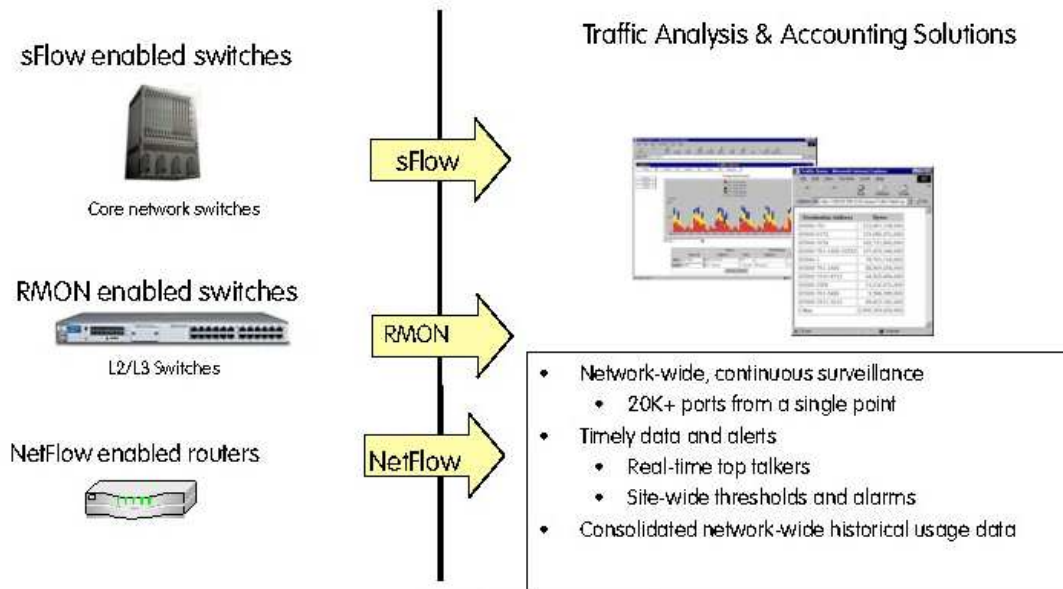 sFlow enabled switches
Core network switches
RMON enabled switches
L2/L3 Switches
NetFlow enabled routers
sFlow
RMON
NetFlow
Traffic Analysis & Accounting Solutions
• Network-wide, continuous surveillance
• 20K+ ports from a single point
• Timely data and alerts
• Real-time top talkers
• Site-wide thresholds and alarms
• Consolidated network-wide historical usage data